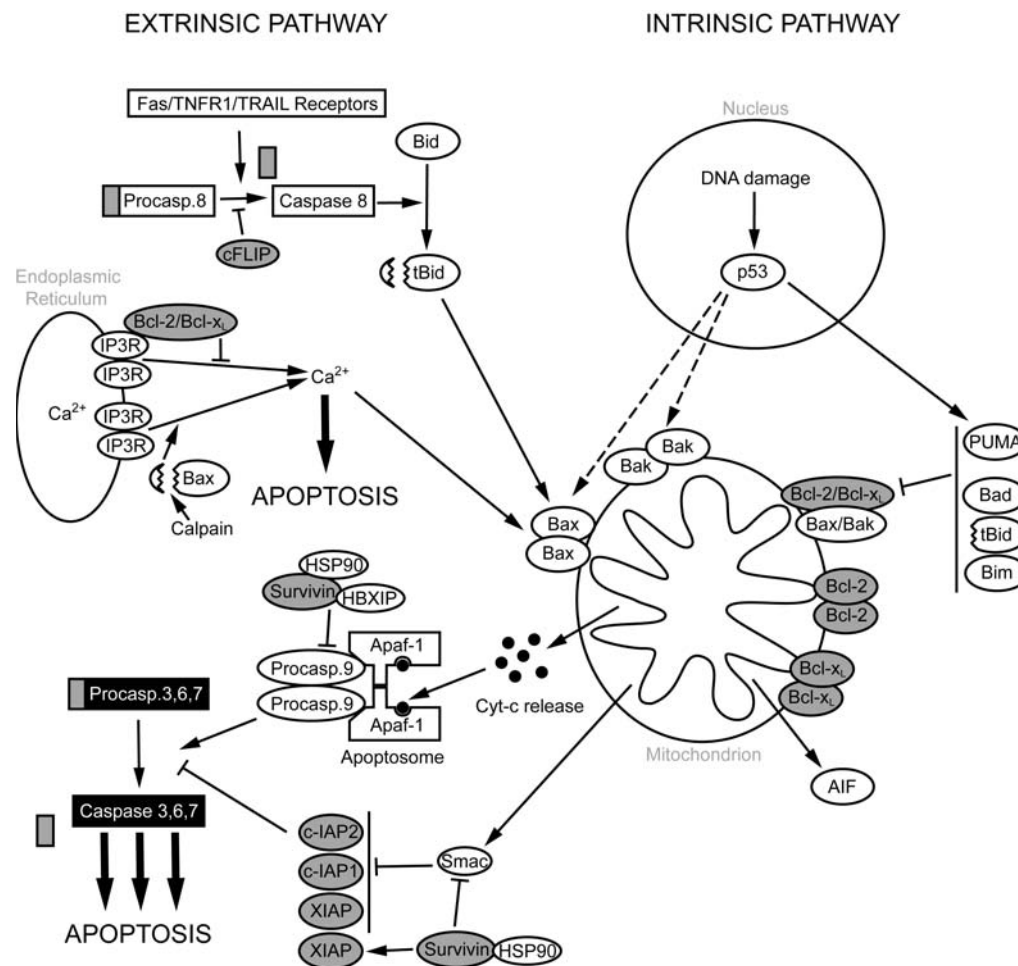 EXTRINSIC PATHWAY
INTRINSIC PATHWAY
Fas/TNFR1/TRAIL Receptors
Bid
Procasp.8
Caspase 8
cFLIP
tBid
Nucleus
DNA damage
p53
Endoplasmic
Reticulum
Bcl-2/Bcl-xL
IP3R
IP3R
Ca2+
IP3R
IP3R
Ca2+
Bax
Calpain
APOPTOSIS
Bak
Bak
Bax
Bax
Bcl-2/Bcl-xL
Bax/Bak
PUMA
Bad
tBid
Bim
Bcl-2
Bcl-2
Bcl-xL
Bcl-xL
Mitochondrion
AIF
HSP90
Survivin
HBXIP
Apaf-1
Procasp.9
Procasp.9
Apaf-1
Apoptosome
Cyt-c release
Procasp.3,6,7
Caspase 3,6,7
APOPTOSIS
c-IAP2
c-IAP1
XIAP
XIAP
Smac
Survivin
HSP90